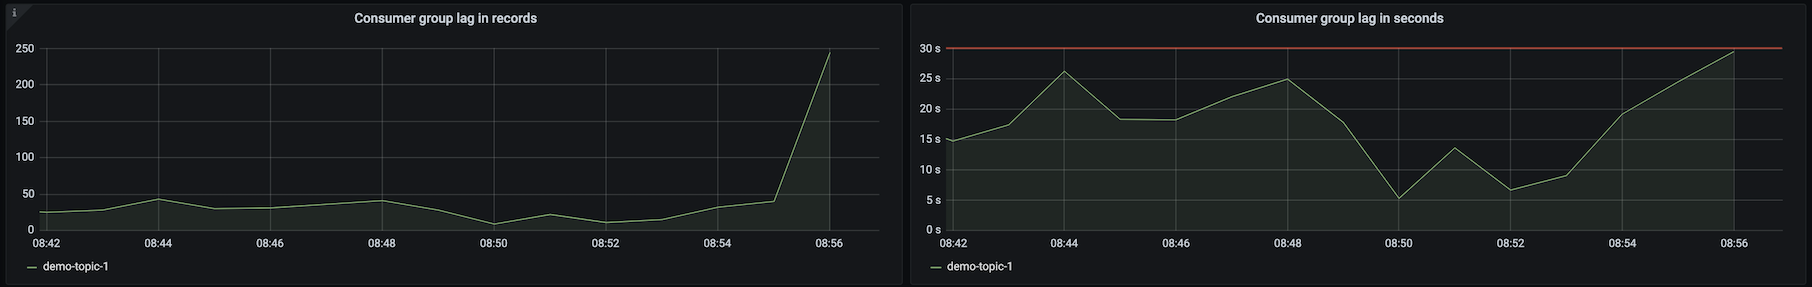 i
Consumer group lag in records
250
200
150
100
50
0
08:42 08:44 08:46 08:48 08:50 08:52 08:54 08:56
demo-topic-1
Consumer group lag in seconds
30 s
25 s
20 s
15 s
10 s
5 s
0 s
08:42 08:44 08:46 08:48 08:50 08:52 08:54 08:56
demo-topic-1